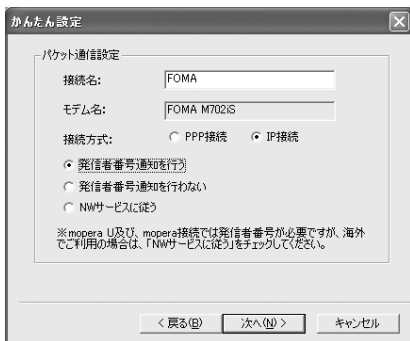 かんたん設定
パケット通信設定
接続名: FOMA
モデム名: FOMA M702iS
接続方式: PPP接続 IP接続
発信者番号通知を行う
発信者番号通知を行わない
NWサービスに従う
※mopera U及び、mopera接続では発信者番号が必要ですが、海外
でご利用の場合は、「NWサービスに従う」をチェックしてください。
< 戻る(B) 次へ(N) > キャンセル